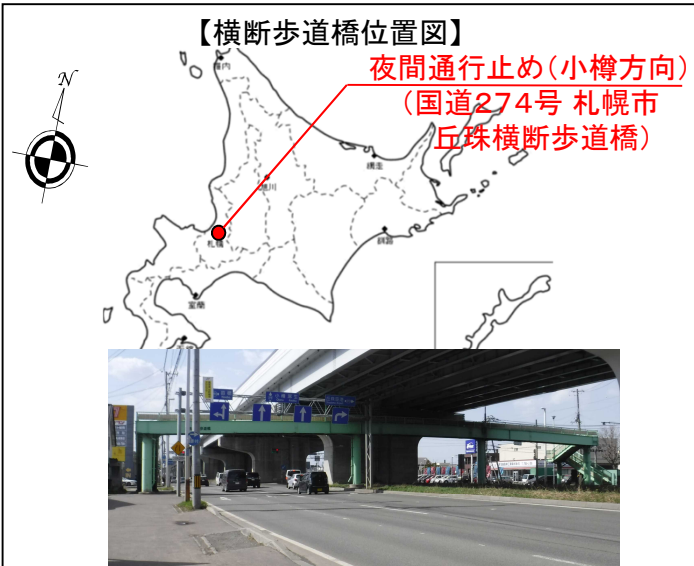 【横断歩道橋位置図】
N
夜間通行止め(小樽方向)
(国道274号 札幌市
丘珠横断歩道橋)
稚内
網走
旭川
札幌
釧路
室蘭